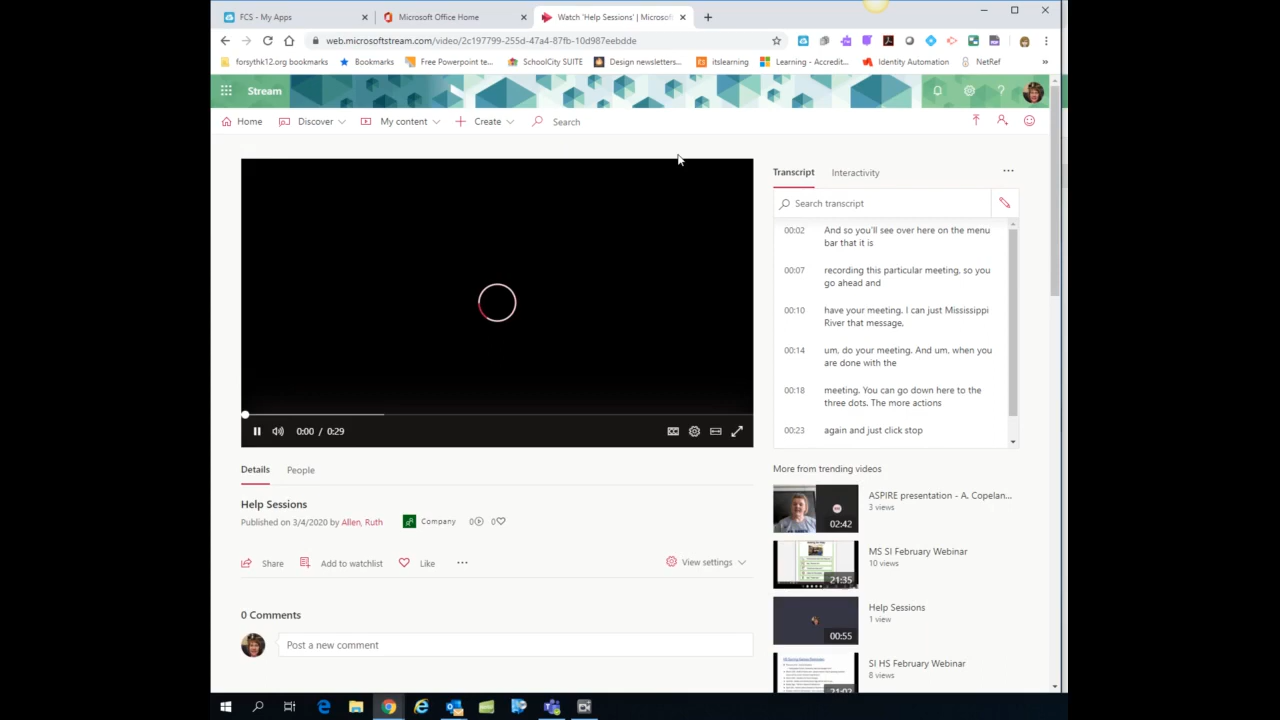 FCS - My Apps
Microsoft Office Home
Watch 'Help Sessions' | Microsof
web.microsoftstream.com/video/2c197799-255d-47a4-87fb-10d987eebdde
forsythk12.org bookmarks
Bookmarks
Free Powerpoint te...
SchoolCity SUITE
Design newsletters...
itslearning
Learning - Accredit...
Identity Automation
NetRef
Stream
Home
Discover
My content
Create
Search
Transcript
Interactivity
Search transcript
00:02
And so you'll see over here on the menu
bar that it is
00:07
recording this particular meeting, so you
go ahead and
00:10
have your meeting. I can just Mississippi
River that message,
00:14
um, do your meeting. And um, when you
are done with the
00:18
meeting. You can go down here to the
three dots. The more actions
00:23
again and just click stop
0:00 / 0:29
Details
People
Help Sessions
Published on 3/4/2020 by Allen, Ruth
Company
0
0
Share
Add to watchlist
Like
View settings
0 Comments
Post a new comment
More from trending videos
02:42
ASPIRE presentation - A. Copelan...
3 views
21:35
MS SI February Webinar
10 views
00:55
Help Sessions
1 view
21:02
SI HS February Webinar
8 views